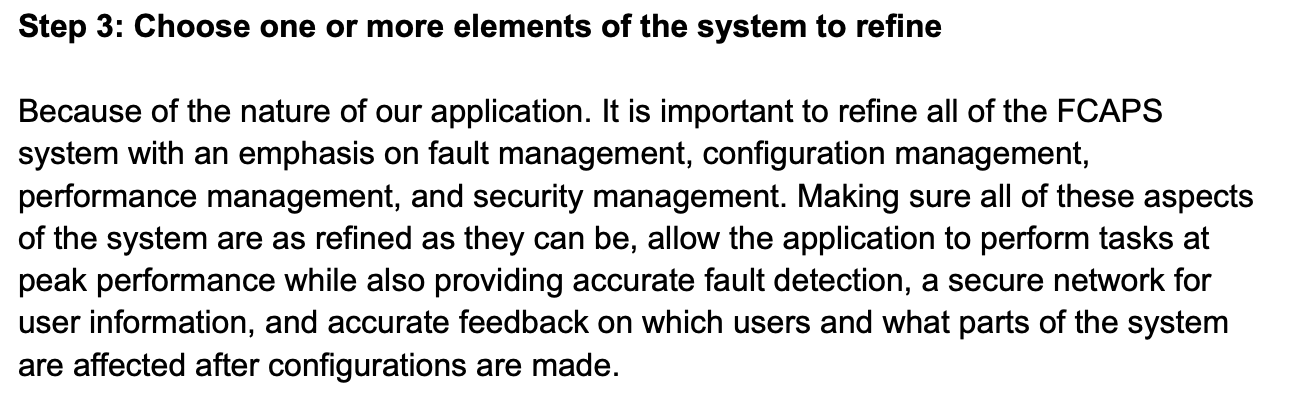 Step 3: Choose one or more elements of the system to refine
Because of the nature of our application. It is important to refine all of the FCAPS
system with an emphasis on fault management, configuration management,
performance management, and security management. Making sure all of these aspects
of the system are as refined as they can be, allow the application to perform tasks at
peak performance while also providing accurate fault detection, a secure network for
user information, and accurate feedback on which users and what parts of the system
are affected after configurations are made.